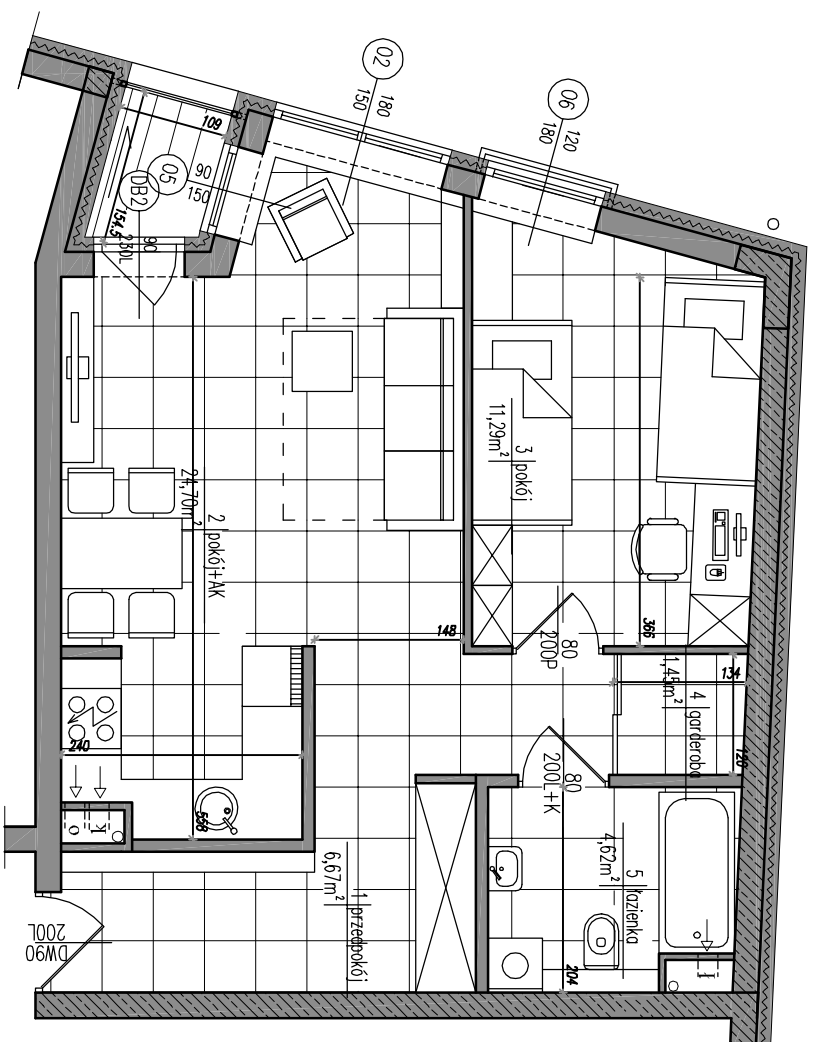 02
180
150
06
120
180
109
05
90
150
DB2
154.5
90
230L
3 pokój
11,29m²
2 pokój+AK
24,70m²
148
366
80
200P
134
4 garderoba
1,45m²
120
240
80
200L+K
568
o
k
5 łazienka
4,62m²
1 przedpokój
6,67m²
204
1
DW90
200L